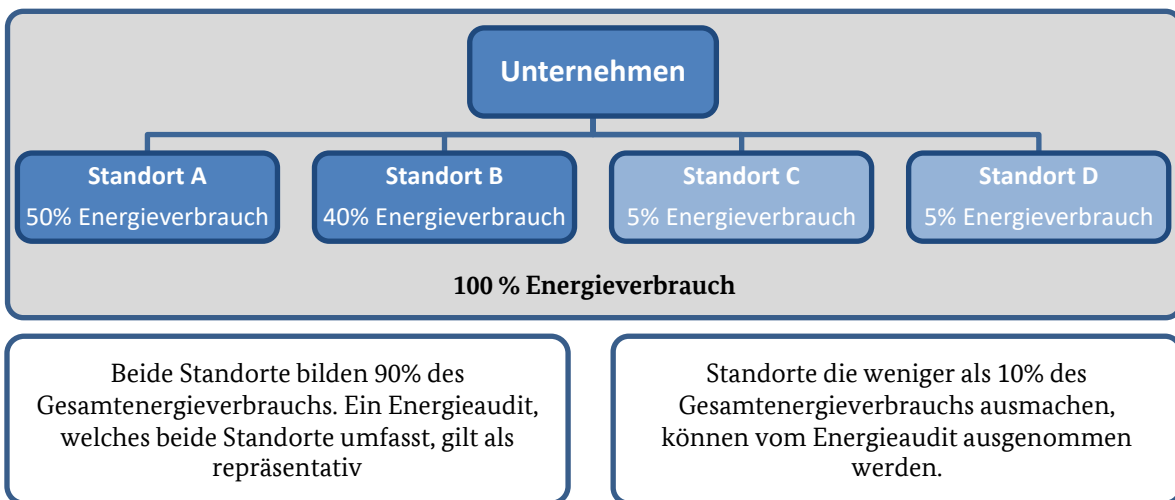 Unternehmen
Standort A
50% Energieverbrauch
Standort B
40% Energieverbrauch
Standort C
5% Energieverbrauch
Standort D
5% Energieverbrauch
100 % Energieverbrauch
Beide Standorte bilden 90% des
Gesamtenergieverbrauchs. Ein Energieaudit,
welches beide Standorte umfasst, gilt als
repräsentativ
Standorte die weniger als 10% des
Gesamtenergieverbrauchs ausmachen,
können vom Energieaudit ausgenommen
werden.